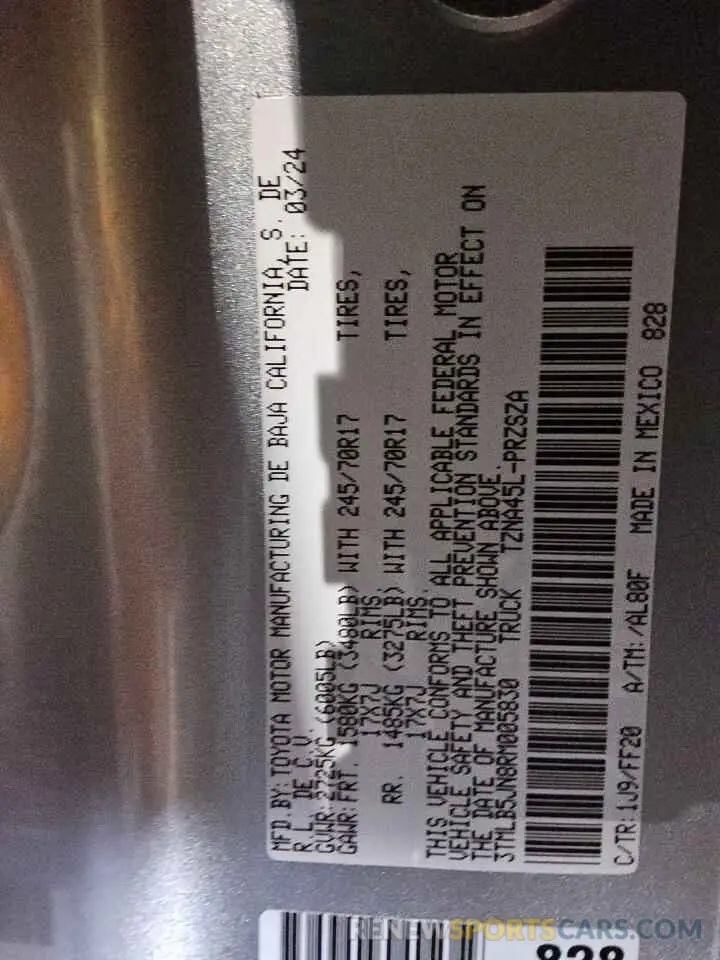 MFD.BY:TOYOTA MOTOR MANUFACTURING DE BAJA CALIFORNIA, S. DE
R.L. DE C.V. DATE: 03/24
GVWR:2725KG (6005LB)
GAWR:FRT. 1580KG (3480LB) WITH 245/70R17 TIRES,
17X7J RIMS
RR. 1485KG (3275LB) WITH 245/70R17 TIRES,
17X7J RIMS.
THIS VEHICLE CONFORMS TO ALL APPLICABLE FEDERAL MOTOR
VEHICLE SAFETY AND THEFT PREVENTION STANDARDS IN EFFECT ON
THE DATE OF MANUFACTURE SHOWN ABOVE.
3TMLB5JN8RM005830 TRUCK TZNA45L-PRZSZA
C/TR:1J9/FF20 A/TM:/AL80F MADE IN MEXICO 828
828
RENEWSPORTSCARS.COM